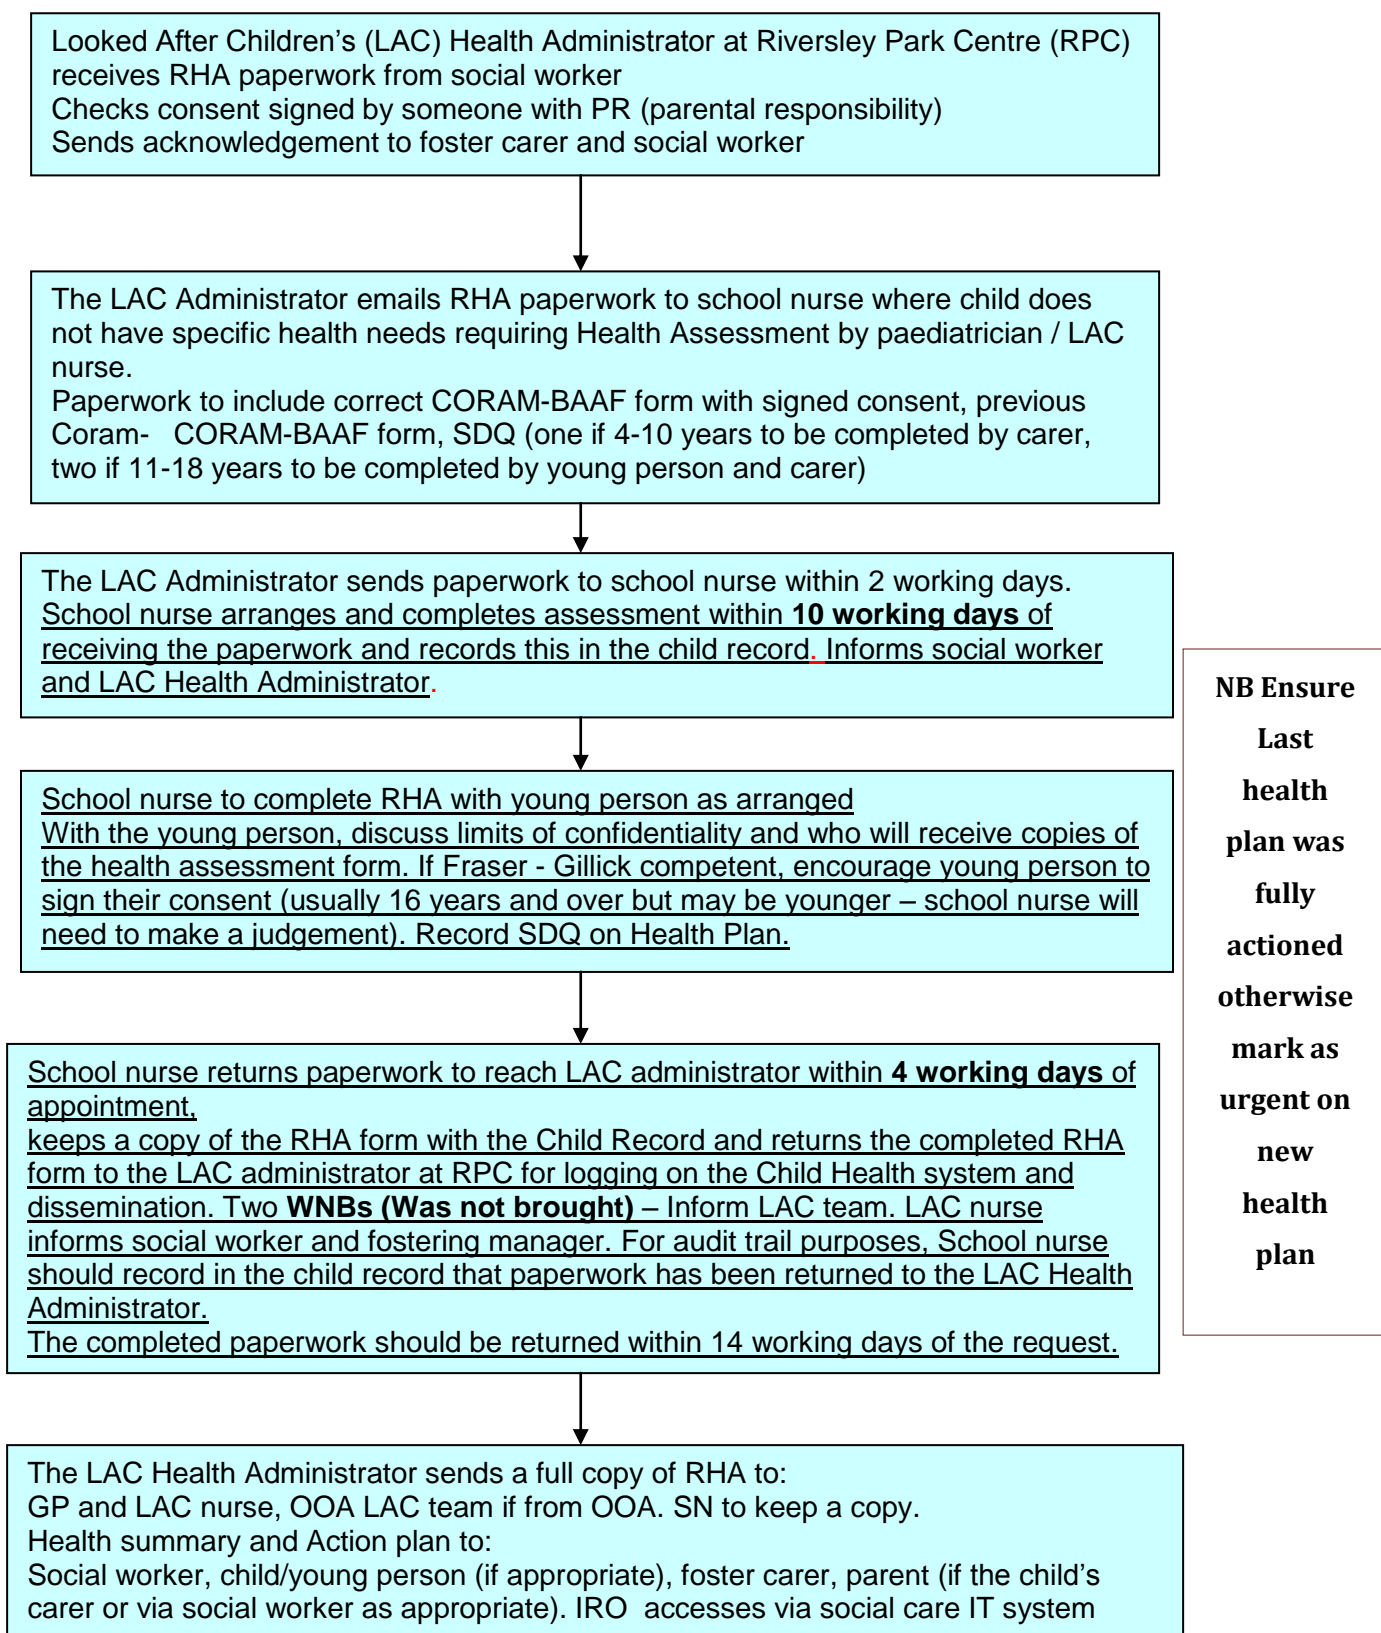 Looked After Children's (LAC) Health Administrator at Riversley Park Centre (RPC)
receives RHA paperwork from social worker
Checks consent signed by someone with PR (parental responsibility)
Sends acknowledgement to foster carer and social worker
The LAC Administrator emails RHA paperwork to school nurse where child does
not have specific health needs requiring Health Assessment by paediatrician / LAC
nurse.
Paperwork to include correct CORAM-BAAF form with signed consent, previous
Coram-   CORAM-BAAF form, SDQ (one if 4-10 years to be completed by carer,
two if 11-18 years to be completed by young person and carer)
The LAC Administrator sends paperwork to school nurse within 2 working days.
School nurse arranges and completes assessment within 10 working days of
receiving the paperwork and records this in the child record. Informs social worker
and LAC Health Administrator.
School nurse to complete RHA with young person as arranged
With the young person, discuss limits of confidentiality and who will receive copies of
the health assessment form. If Fraser - Gillick competent, encourage young person to
sign their consent (usually 16 years and over but may be younger – school nurse will
need to make a judgement). Record SDQ on Health Plan.
School nurse returns paperwork to reach LAC administrator within 4 working days of
appointment,
keeps a copy of the RHA form with the Child Record and returns the completed RHA
form to the LAC administrator at RPC for logging on the Child Health system and
dissemination. Two WNBs (Was not brought) – Inform LAC team. LAC nurse
informs social worker and fostering manager. For audit trail purposes, School nurse
should record in the child record that paperwork has been returned to the LAC Health
Administrator.
The completed paperwork should be returned within 14 working days of the request.
NB Ensure
Last
health
plan was
fully
actioned
otherwise
mark as
urgent on
new
health
plan
The LAC Health Administrator sends a full copy of RHA to:
GP and LAC nurse, OOA LAC team if from OOA. SN to keep a copy.
Health summary and Action plan to:
Social worker, child/young person (if appropriate), foster carer, parent (if the child's
carer or via social worker as appropriate). IRO  accesses via social care IT system